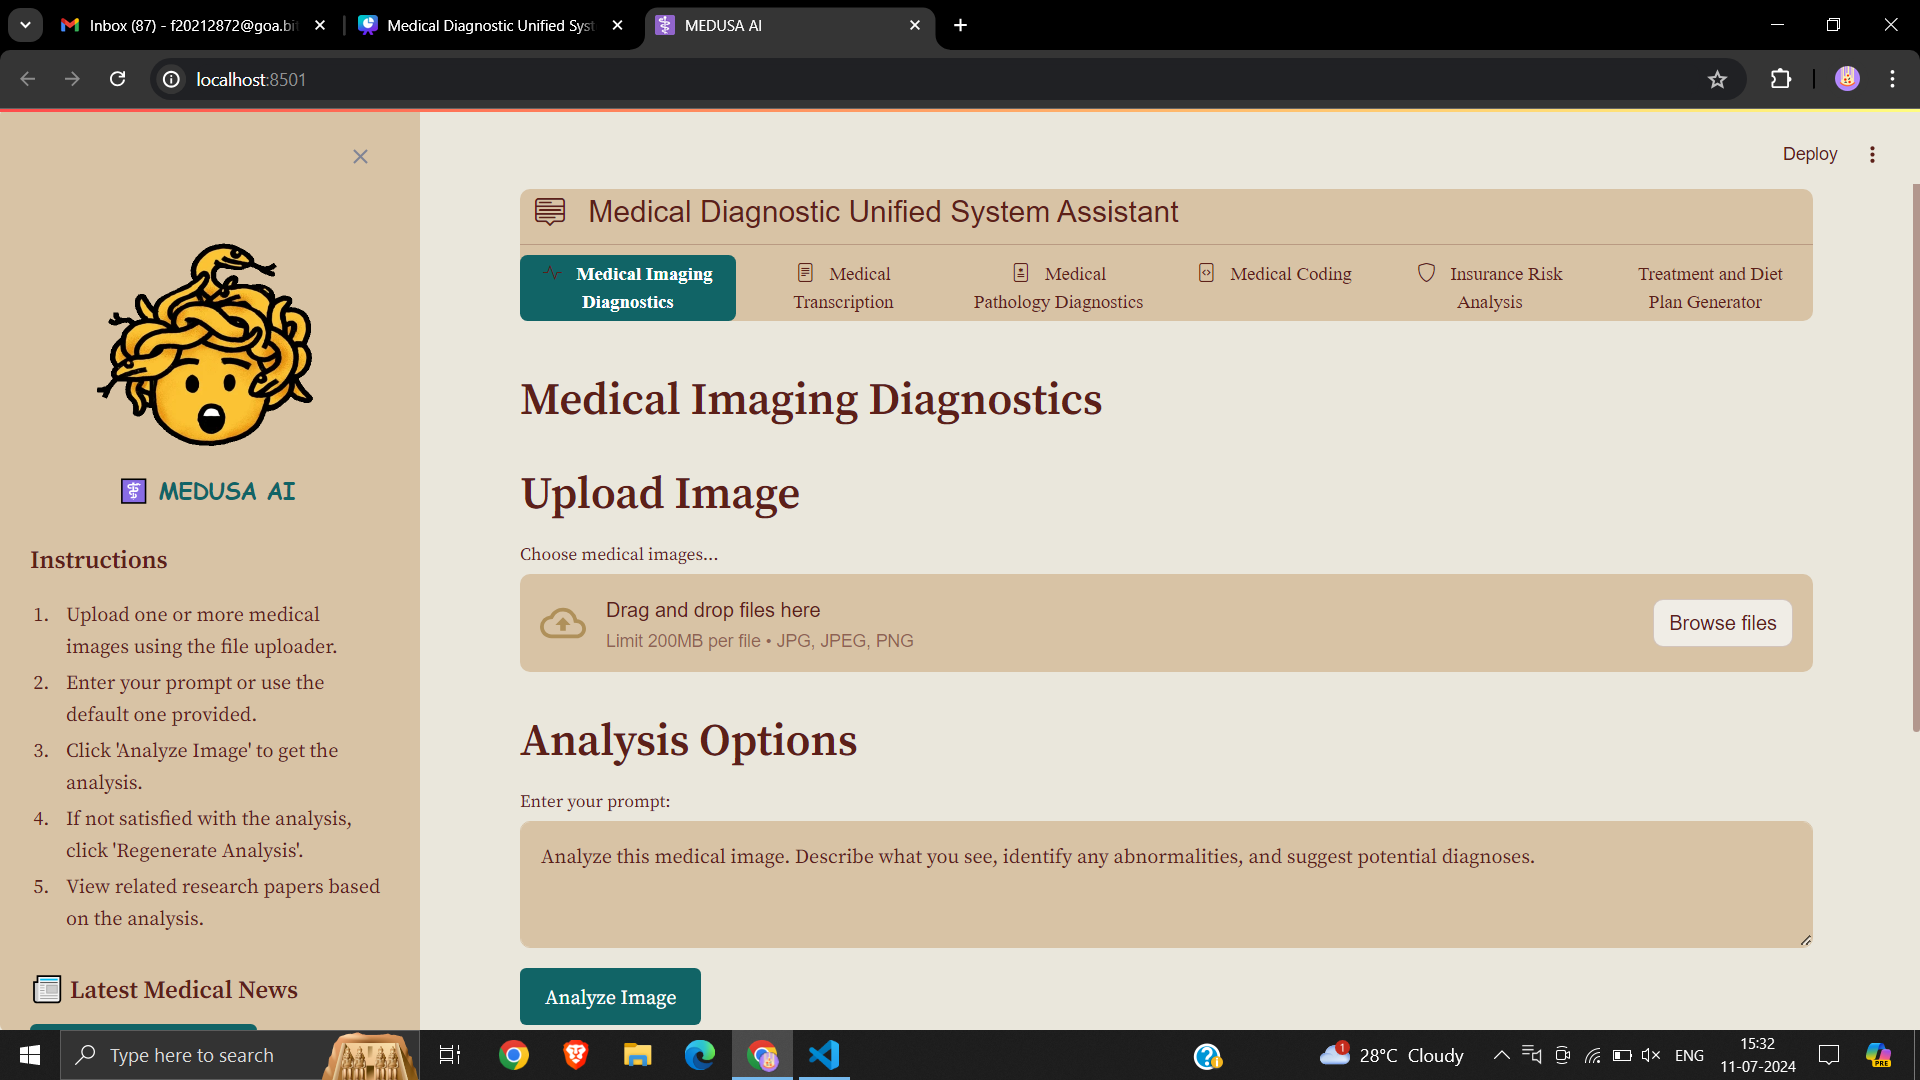 Inbox (87) - f20212872@goa.bit
Medical Diagnostic Unified Syst
MEDUSA AI
localhost:8501
Deploy
MEDUSA AI
Instructions
1. Upload one or more medical
images using the file uploader.
2. Enter your prompt or use the
default one provided.
3. Click 'Analyze Image' to get the
analysis.
4. If not satisfied with the analysis,
click 'Regenerate Analysis'.
5. View related research papers based
on the analysis.
Latest Medical News
Medical Diagnostic Unified System Assistant
Medical Imaging
Diagnostics
Medical
Transcription
Medical
Pathology Diagnostics
Medical Coding
Insurance Risk
Analysis
Treatment and Diet
Plan Generator
Medical Imaging Diagnostics
Upload Image
Choose medical images...
Drag and drop files here
Limit 200MB per file • JPG, JPEG, PNG
Browse files
Analysis Options
Enter your prompt:
Analyze this medical image. Describe what you see, identify any abnormalities, and suggest potential diagnoses.
Analyze Image
Type here to search
1
28°C Cloudy
ENG
15:32
11-07-2024
PRE